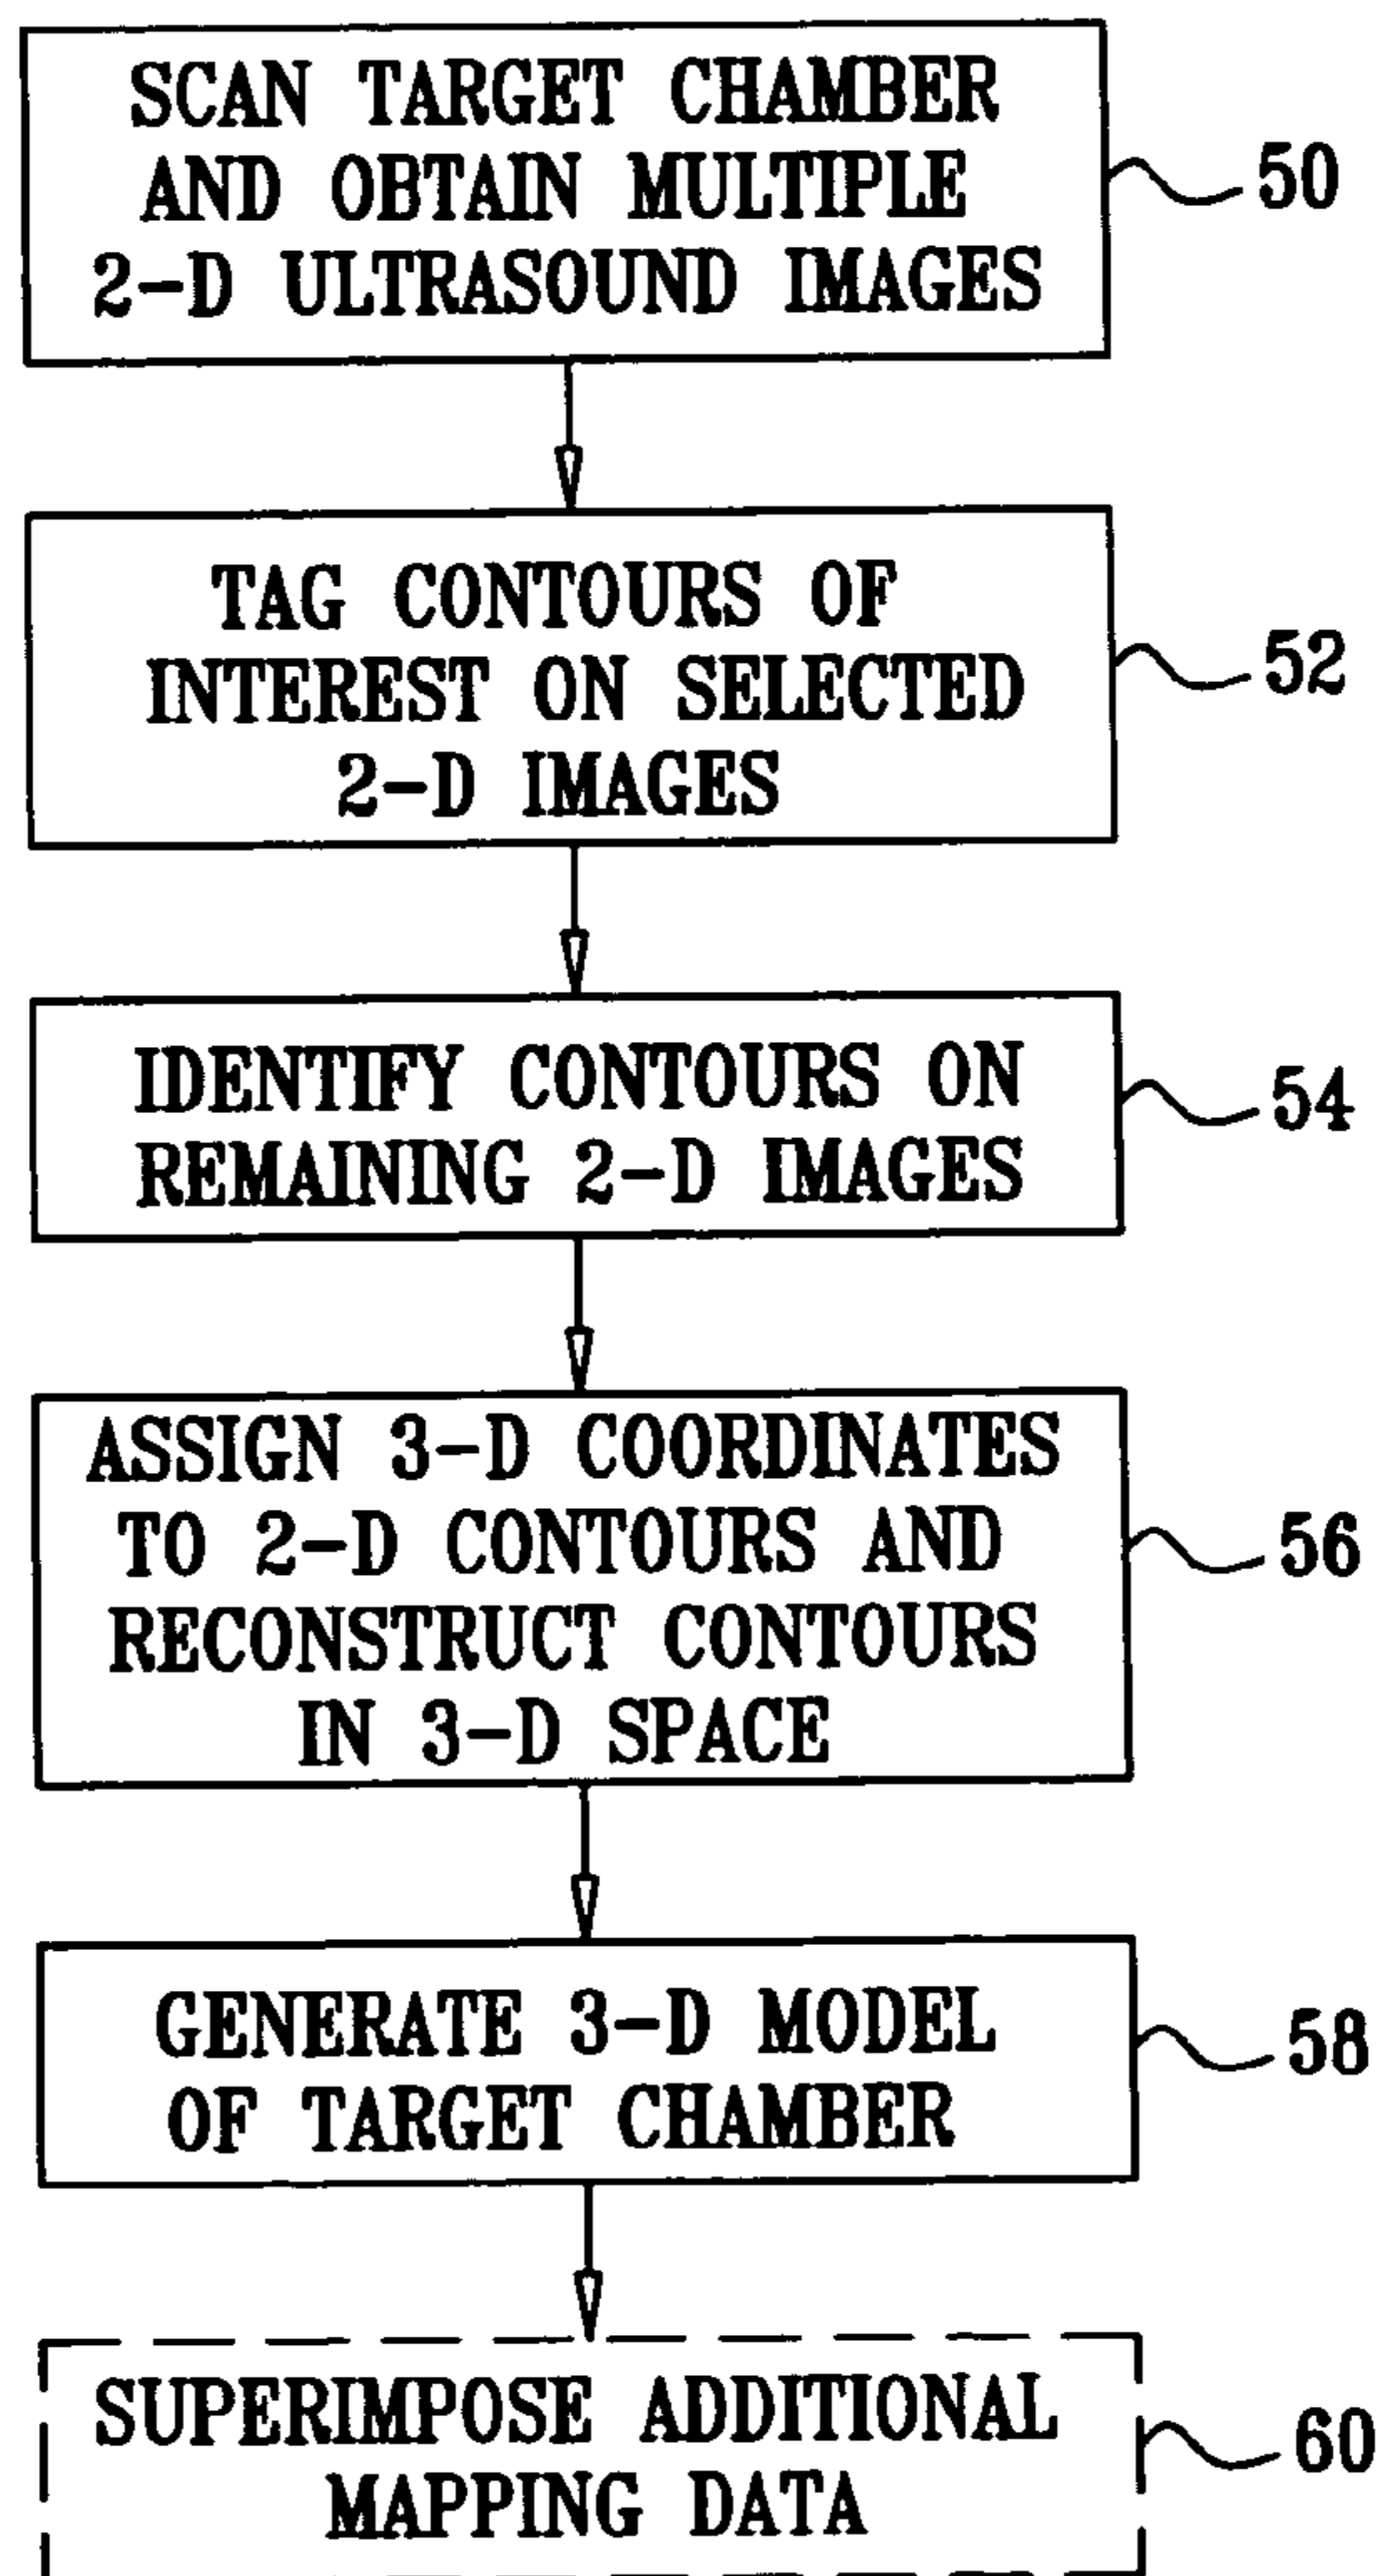 SCAN TARGET CHAMBER
AND OBTAIN MULTIPLE
2-D ULTRASOUND IMAGES
50
TAG CONTOURS OF
INTEREST ON SELECTED
2-D IMAGES
52
IDENTIFY CONTOURS ON
REMAINING 2-D IMAGES
54
ASSIGN 3-D COORDINATES
TO 2-D CONTOURS AND
RECONSTRUCT CONTOURS
IN 3-D SPACE
56
GENERATE 3-D MODEL
OF TARGET CHAMBER
58
SUPERIMPOSE ADDITIONAL
MAPPING DATA
60